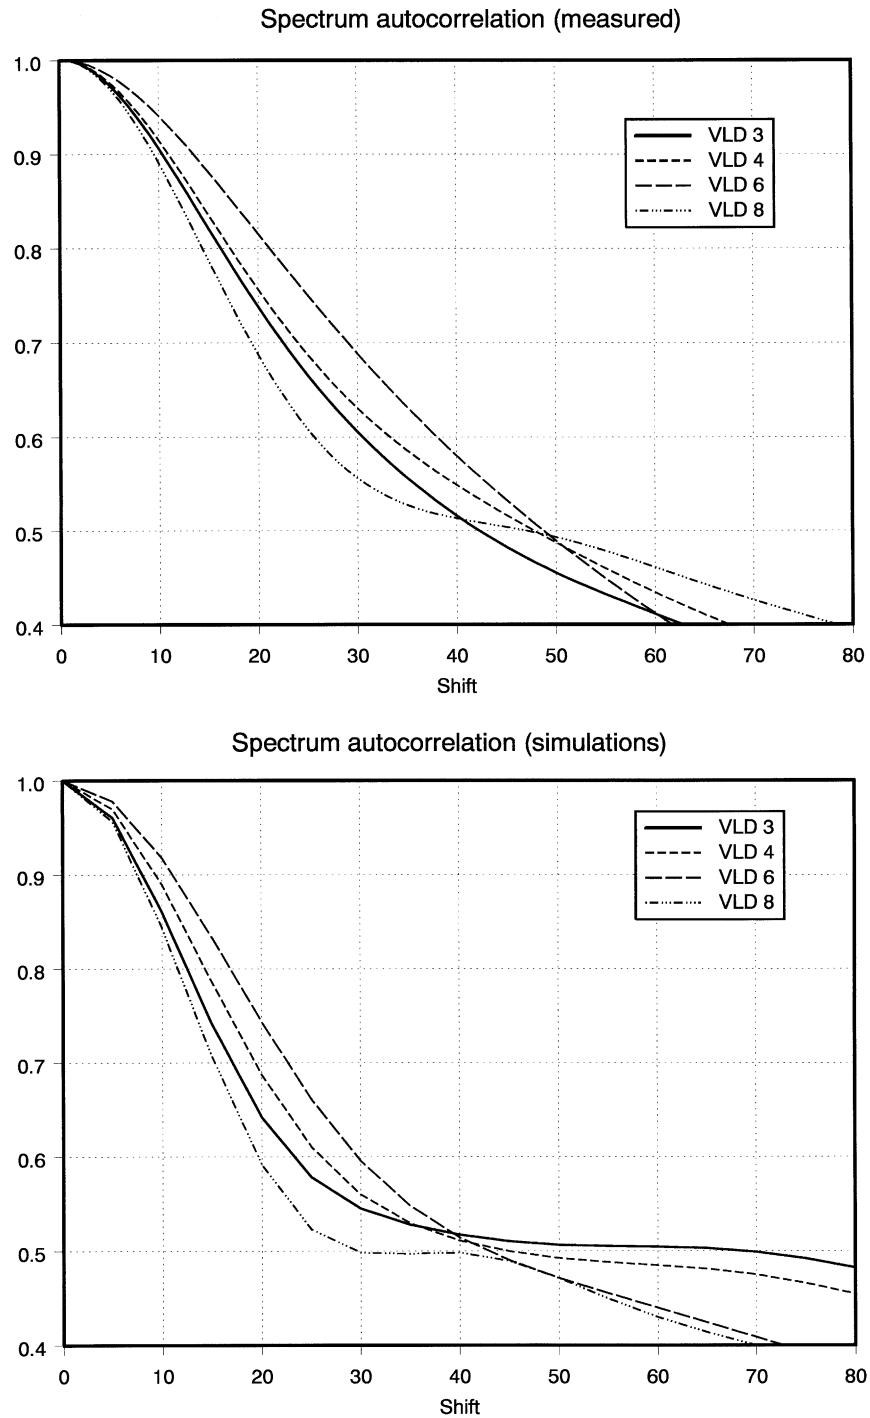 Spectrum autocorrelation (measured)
1.0
0.9
0.8
0.7
0.6
0.5
0.4
VLD 3
VLD 4
VLD 6
VLD 8
0 10 20 30 40 50 60 70 80
Shift
Spectrum autocorrelation (simulations)
1.0
0.9
0.8
0.7
0.6
0.5
0.4
VLD 3
VLD 4
VLD 6
VLD 8
0 10 20 30 40 50 60 70 80
Shift